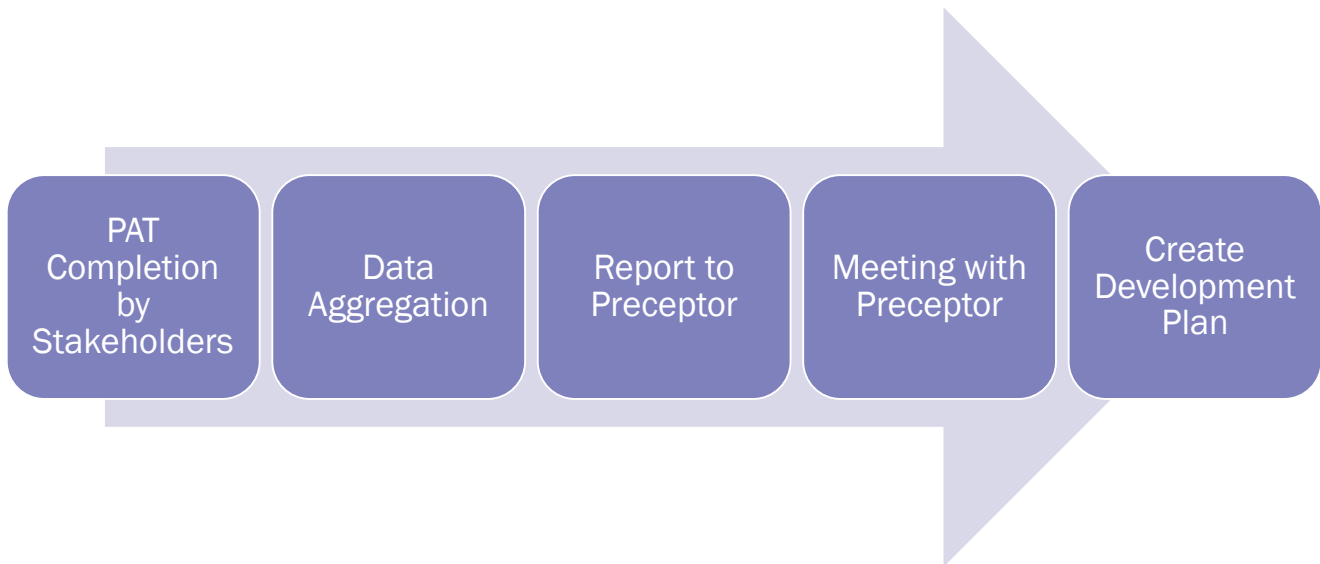 PAT
Completion
by
Stakeholders
Data
Aggregation
Report to
Preceptor
Meeting with
Preceptor
Create
Development
Plan